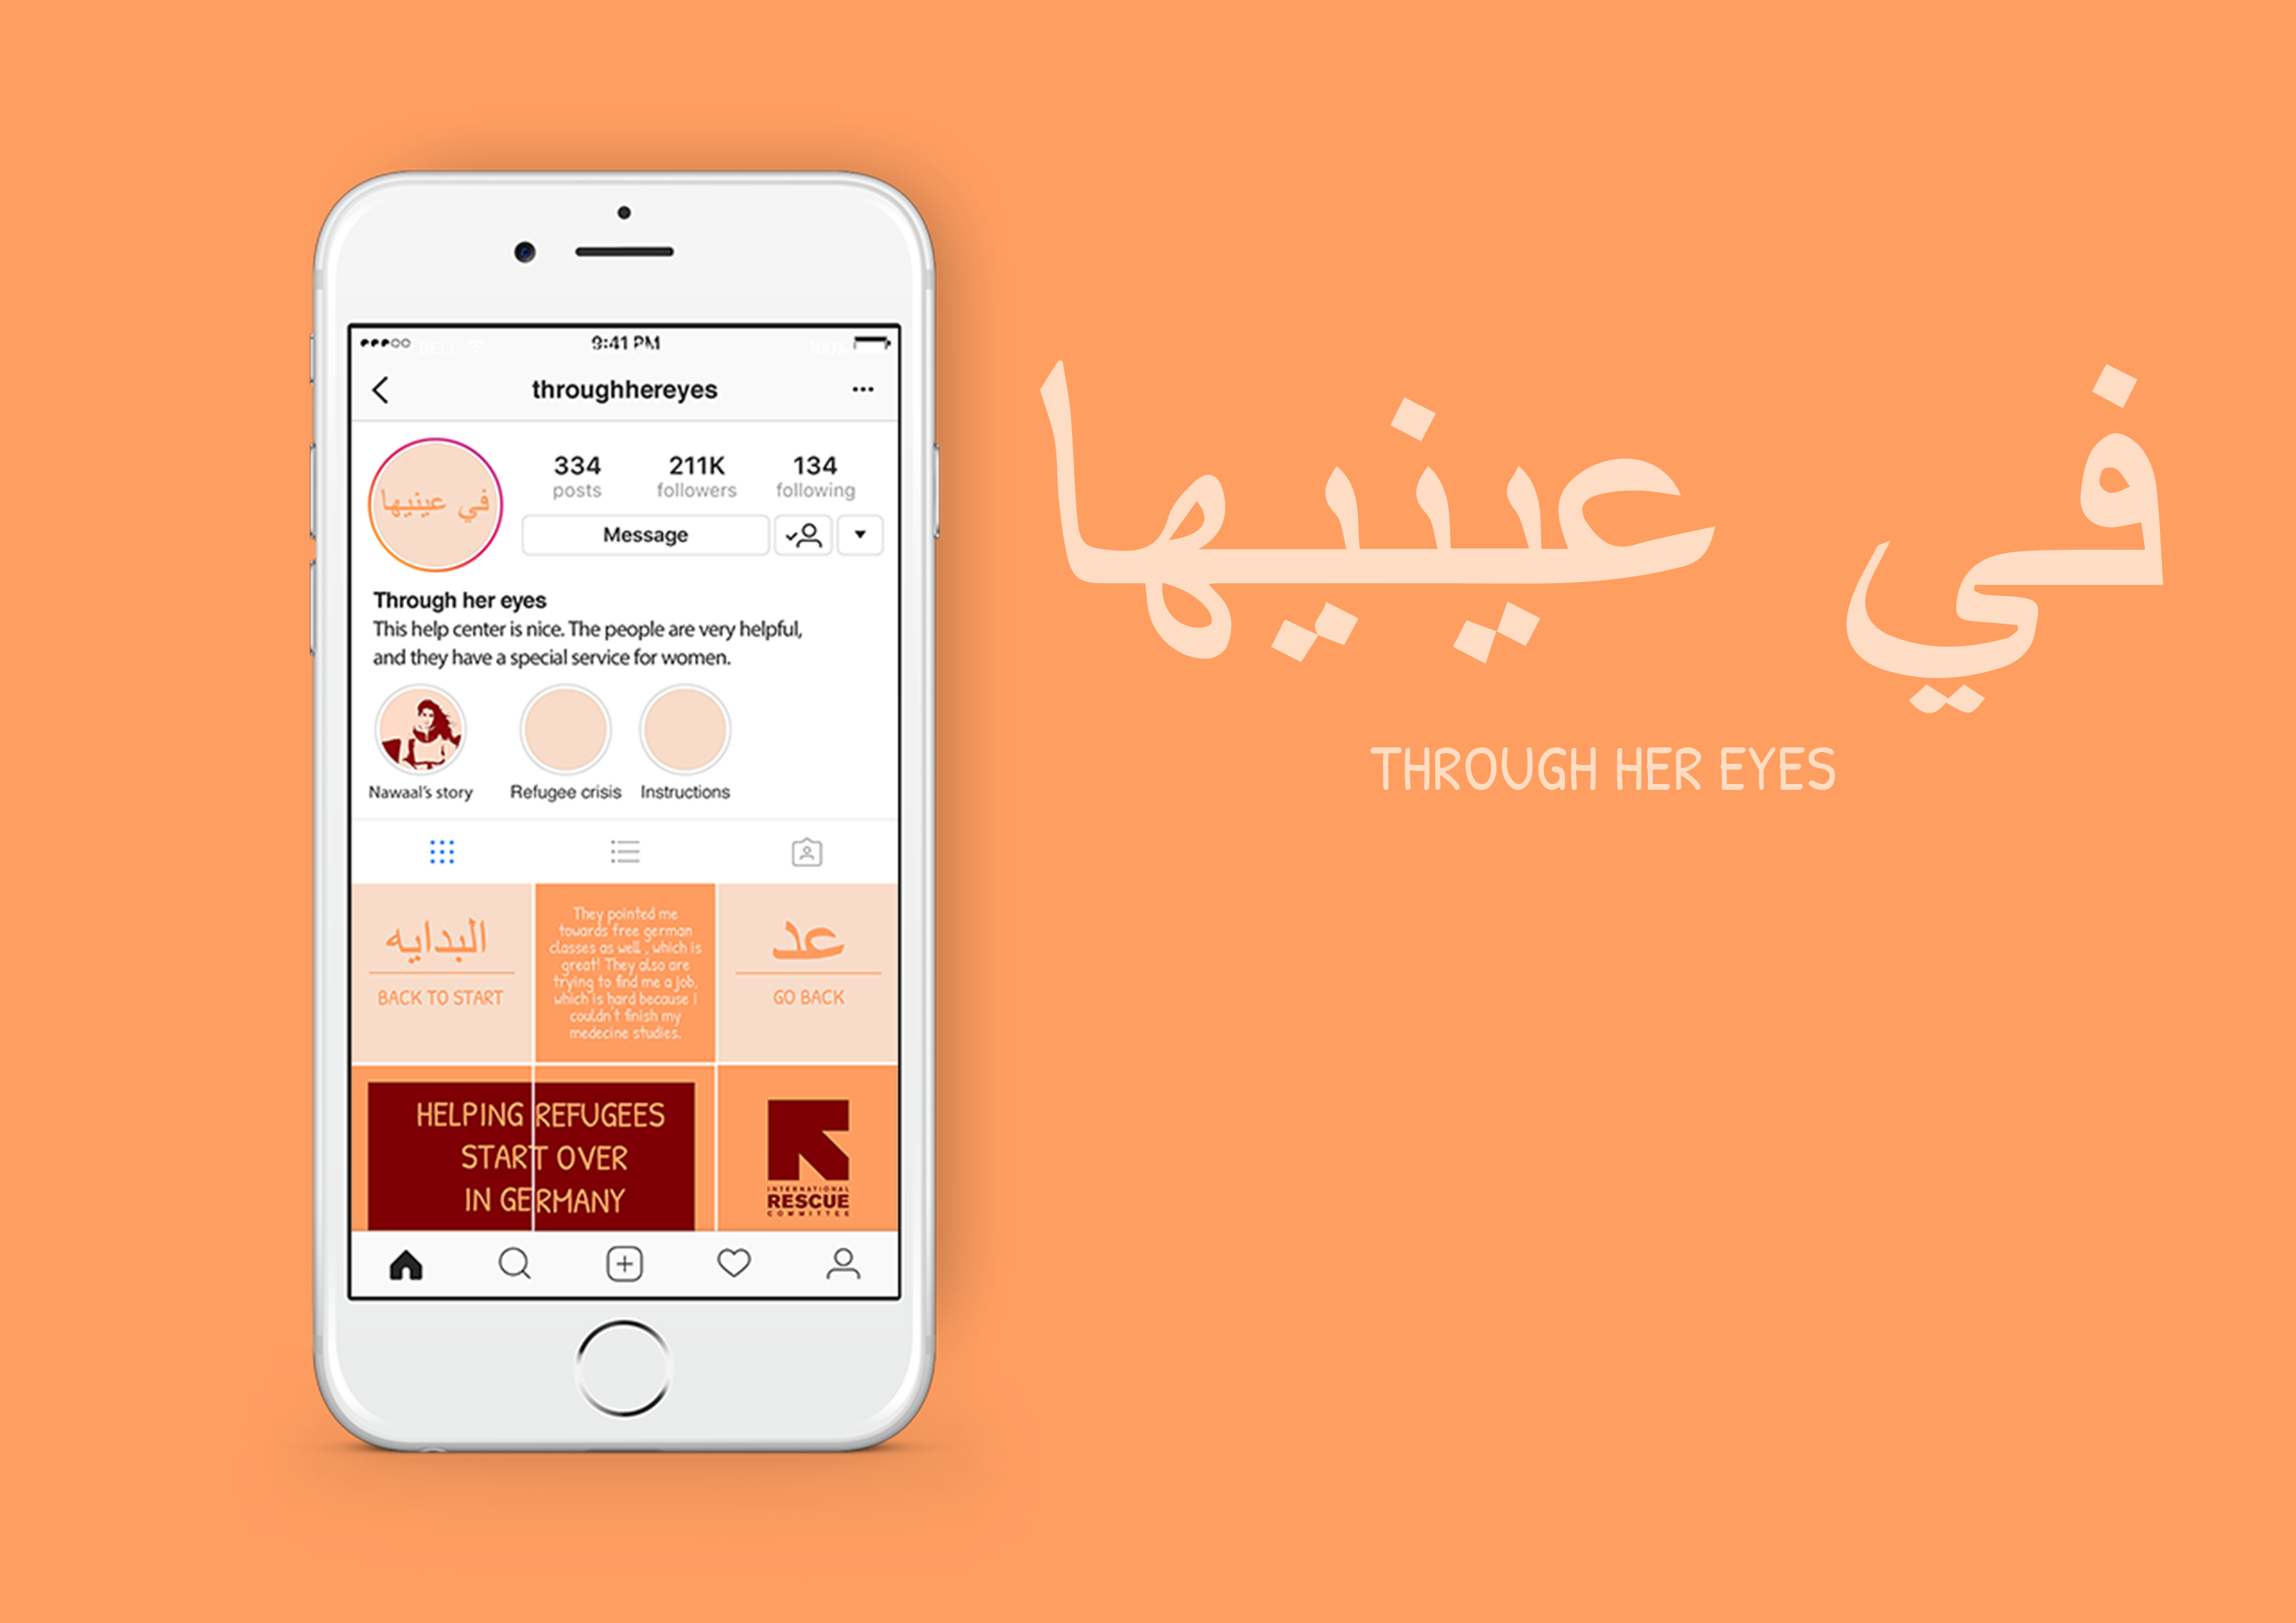 9:41 PM
throughhereyes
في عينيها
334
posts
211K
followers
134
following
Message
Through her eyes
This help center is nice. The people are very helpful,
and they have a special service for women.
Nawaal's story
Refugee crisis
Instructions
البدايه
BACK TO START
They pointed me
towards free german
classes as well , which is
great! They also are
trying to find me a job,
which is hard because I
couldn't finish my
medecine studies.
عد
GO BACK
HELPING REFUGEES
START OVER
IN GERMANY
INTERNATIONAL
RESCUE
COMMITTEE
في عينيها
THROUGH HER EYES